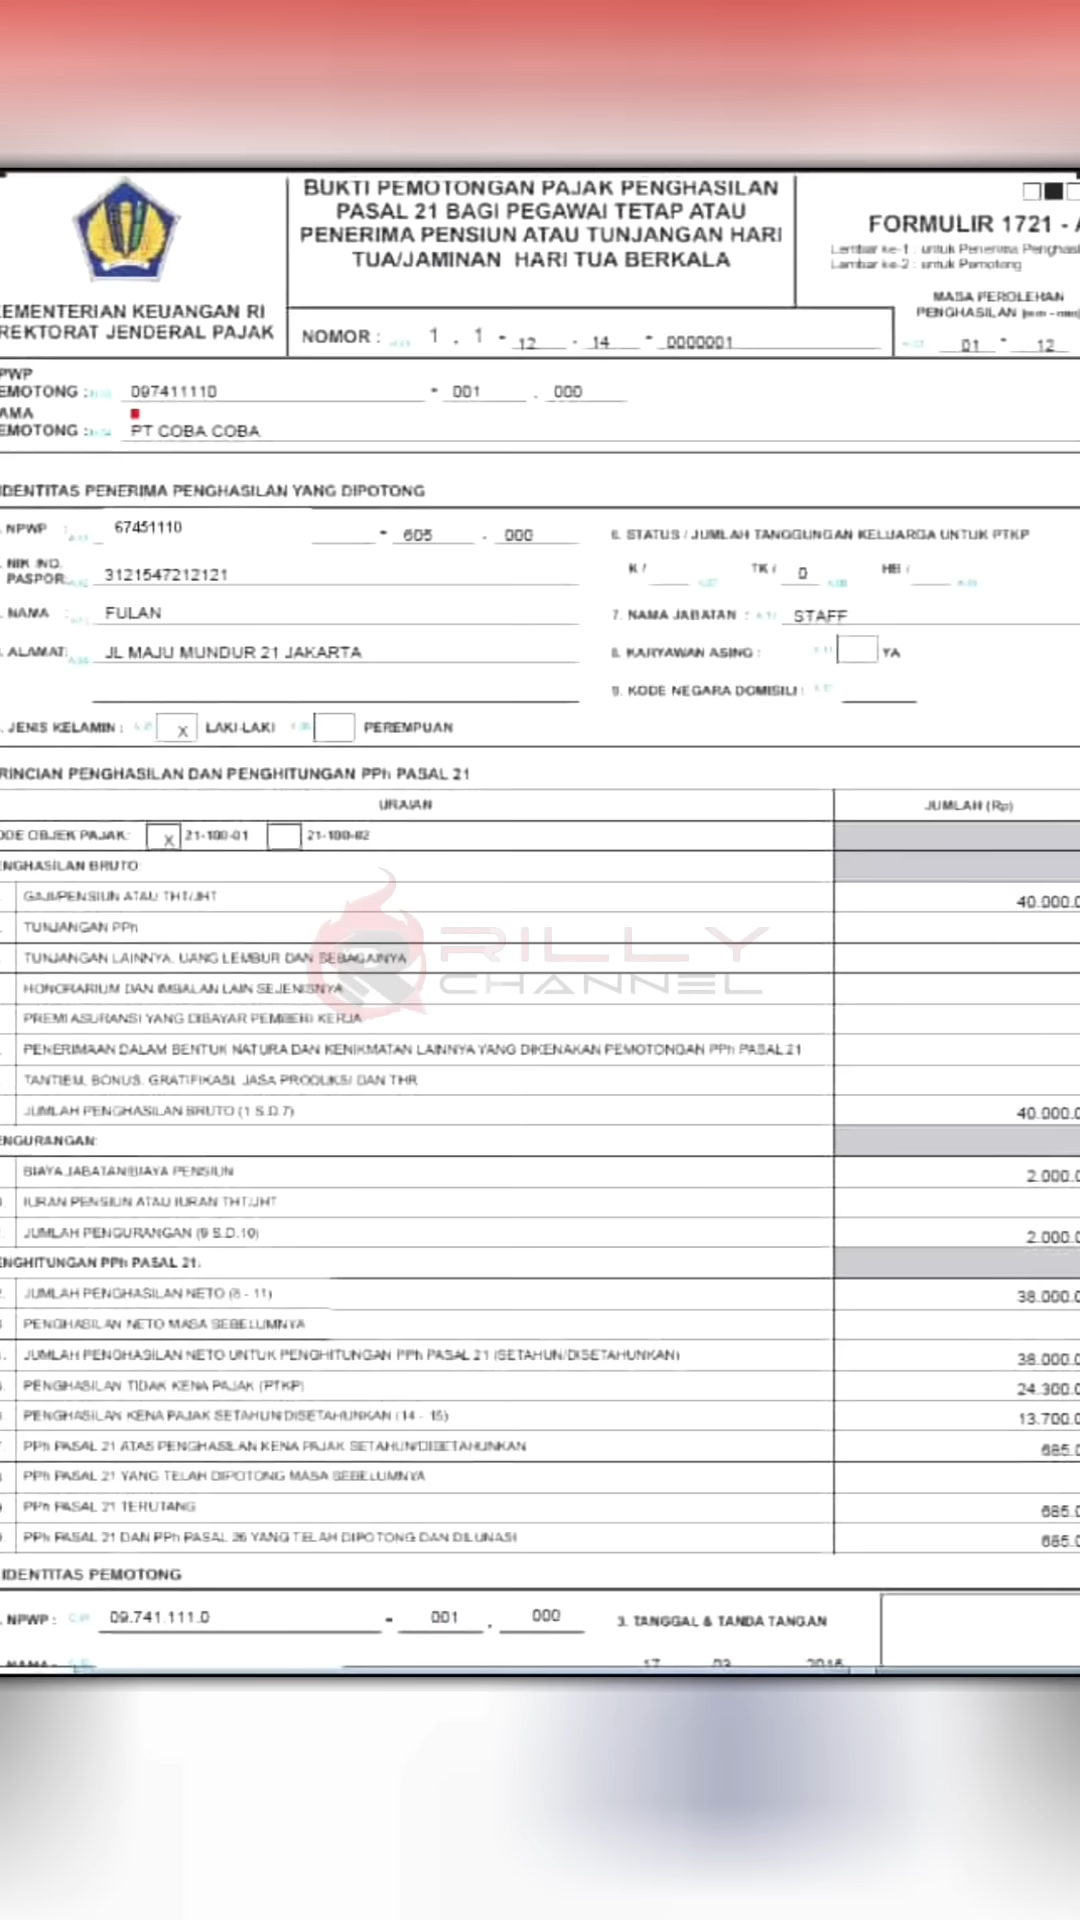 BUKTI PEMOTONGAN PAJAK PENGHASILAN
PASAL 21 BAGI PEGAWAI TETAP ATAU
PENERIMA PENSIUN ATAU TUNJANGAN HARI
TUA/JAMINAN HARI TUA BERKALA
FORMULIR 1721 - A
Lembar ke-1 : untuk Penerima Penghasil
Lembar ke-2 : untuk Pemotong
MASA PEROLEHAN
PENGHASILAN [mm - mm]
01 - 12
EMENTERIAN KEUANGAN RI
REKTORAT JENDERAL PAJAK
NOMOR : 1 . 1 - 12 . 14 - 0000001
PWP
EMOTONG : 097411110 - 001 . 000
AMA
EMOTONG : PT COBA COBA
IDENTITAS PENERIMA PENGHASILAN YANG DIPOTONG
. NPWP : 67451110 - 605 . 000
. NIK /NO.
PASPOR: 3121547212121
. NAMA : FULAN
. ALAMAT: JL MAJU MUNDUR 21 JAKARTA
. JENIS KELAMIN : X LAKI-LAKI PEREMPUAN
6. STATUS / JUMLAH TANGGUNGAN KELUARGA UNTUK PTKP
K / TK / 0 HB /
7. NAMA JABATAN : STAFF
8. KARYAWAN ASING : YA
9. KODE NEGARA DOMISILI :
RINCIAN PENGHASILAN DAN PENGHITUNGAN PPh PASAL 21
URAIAN JUMLAH (Rp)
ODE OBJEK PAJAK: X 21-100-01 21-100-02
ENGHASILAN BRUTO:
GAJI/PENSIUN ATAU THT/JHT 40.000.0
TUNJANGAN PPh
TUNJANGAN LAINNYA, UANG LEMBUR DAN SEBAGAINYA
HONORARIUM DAN IMBALAN LAIN SEJENISNYA
PREMI ASURANSI YANG DIBAYAR PEMBERI KERJA
PENERIMAAN DALAM BENTUK NATURA DAN KENIKMATAN LAINNYA YANG DIKENAKAN PEMOTONGAN PPh PASAL 21
TANTIEM, BONUS, GRATIFIKASI, JASA PRODUKSI DAN THR
JUMLAH PENGHASILAN BRUTO (1 S.D.7) 40.000.0
RILLY
CHANNEL
ENGURANGAN:
BIAYA JABATAN/BIAYA PENSIUN 2.000.0
IURAN PENSIUN ATAU IURAN THT/JHT
JUMLAH PENGURANGAN (9 S.D.10) 2.000.0
ENGHITUNGAN PPh PASAL 21:
JUMLAH PENGHASILAN NETO (8 - 11) 38.000.0
PENGHASILAN NETO MASA SEBELUMNYA
JUMLAH PENGHASILAN NETO UNTUK PENGHITUNGAN PPh PASAL 21 (SETAHUN/DISETAHUNKAN) 38.000.0
PENGHASILAN TIDAK KENA PAJAK (PTKP) 24.300.0
PENGHASILAN KENA PAJAK SETAHUN/DISETAHUNKAN (14 - 15) 13.700.0
PPh PASAL 21 ATAS PENGHASILAN KENA PAJAK SETAHUN/DISETAHUNKAN 685.0
PPh PASAL 21 YANG TELAH DIPOTONG MASA SEBELUMNYA
PPh PASAL 21 TERUTANG 685.0
PPh PASAL 21 DAN PPh PASAL 26 YANG TELAH DIPOTONG DAN DILUNASI 685.0
IDENTITAS PEMOTONG
. NPWP : 09.741.111.0 - 001 . 000
3. TANGGAL & TANDA TANGAN